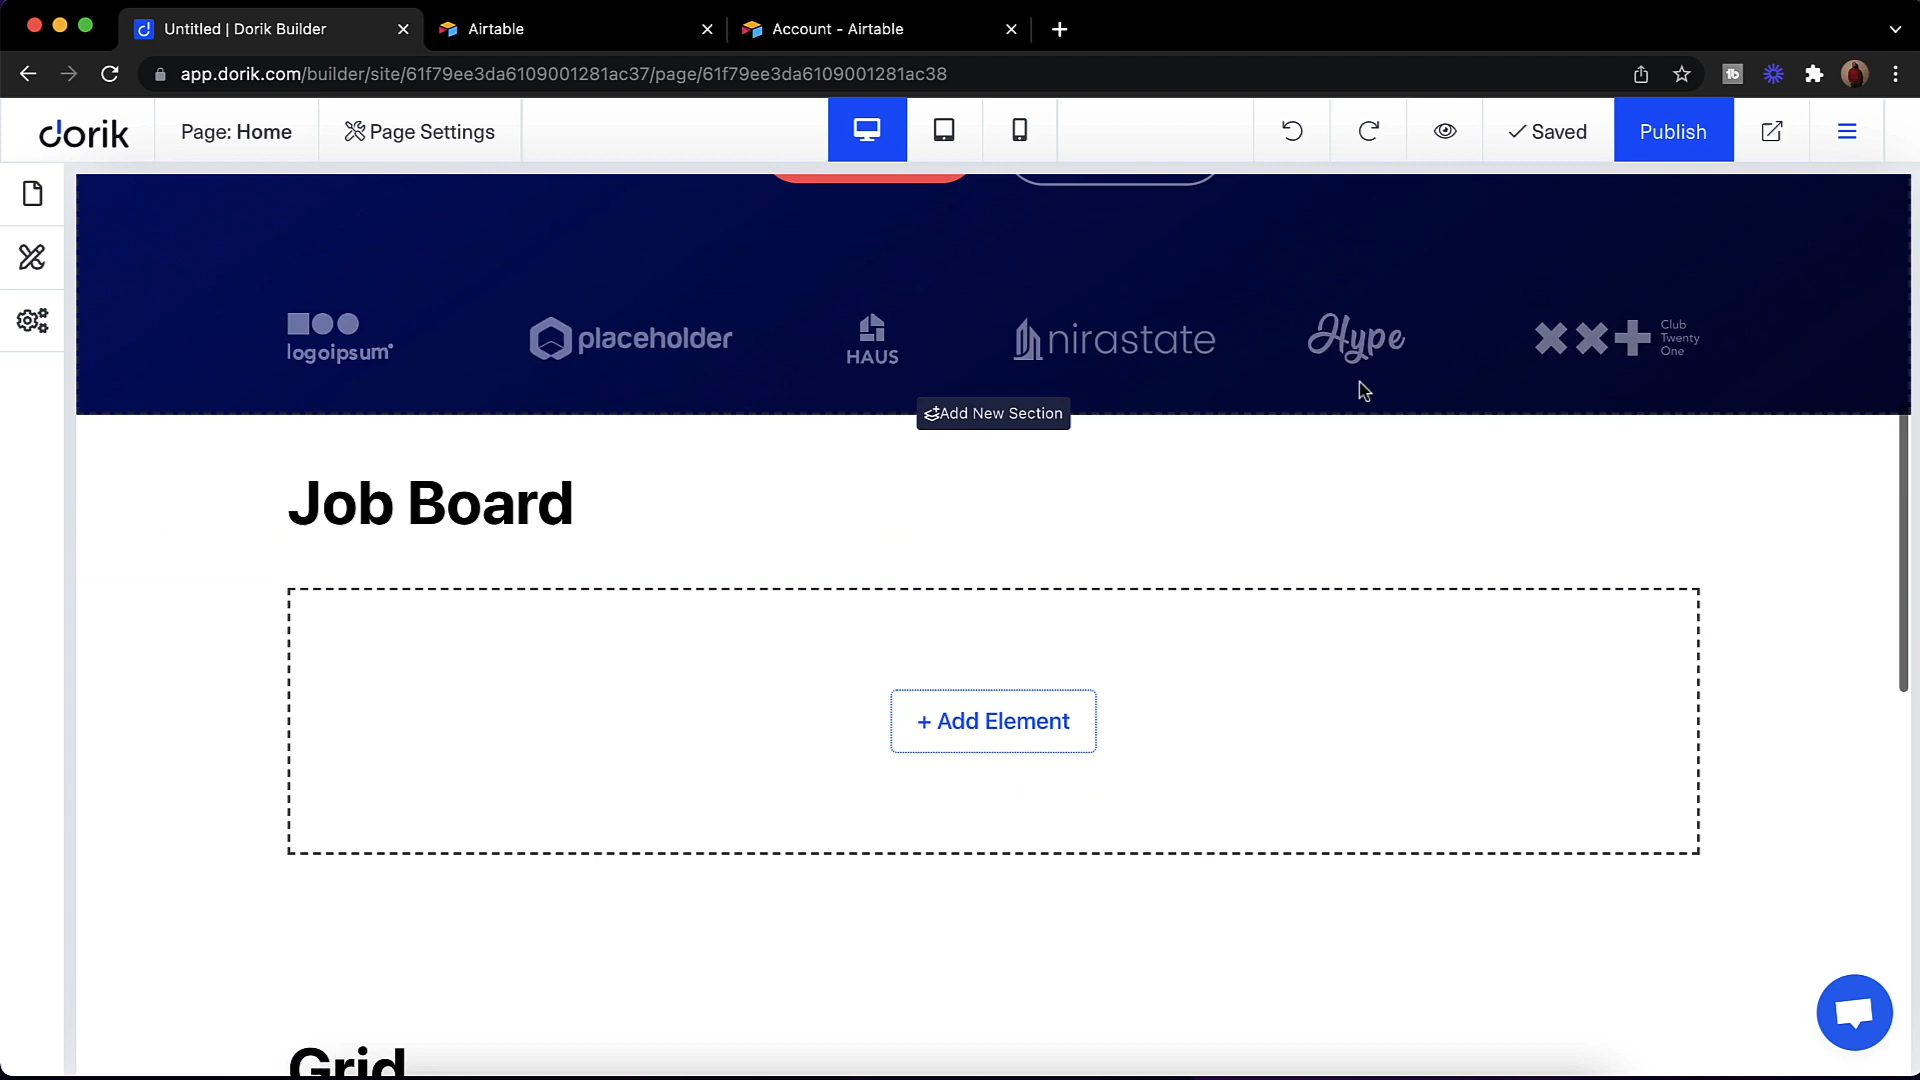 Untitled | Dorik Builder
Airtable
Account - Airtable
app.dorik.com/builder/site/61f79ee3da6109001281ac37/page/61f79ee3da6109001281ac38
dorik
Page: Home
Page Settings
Saved
Publish
logoipsum
placeholder
HAUS
nirastate
Hype
Club
Twenty
One
Add New Section
Job Board
+ Add Element
Grid